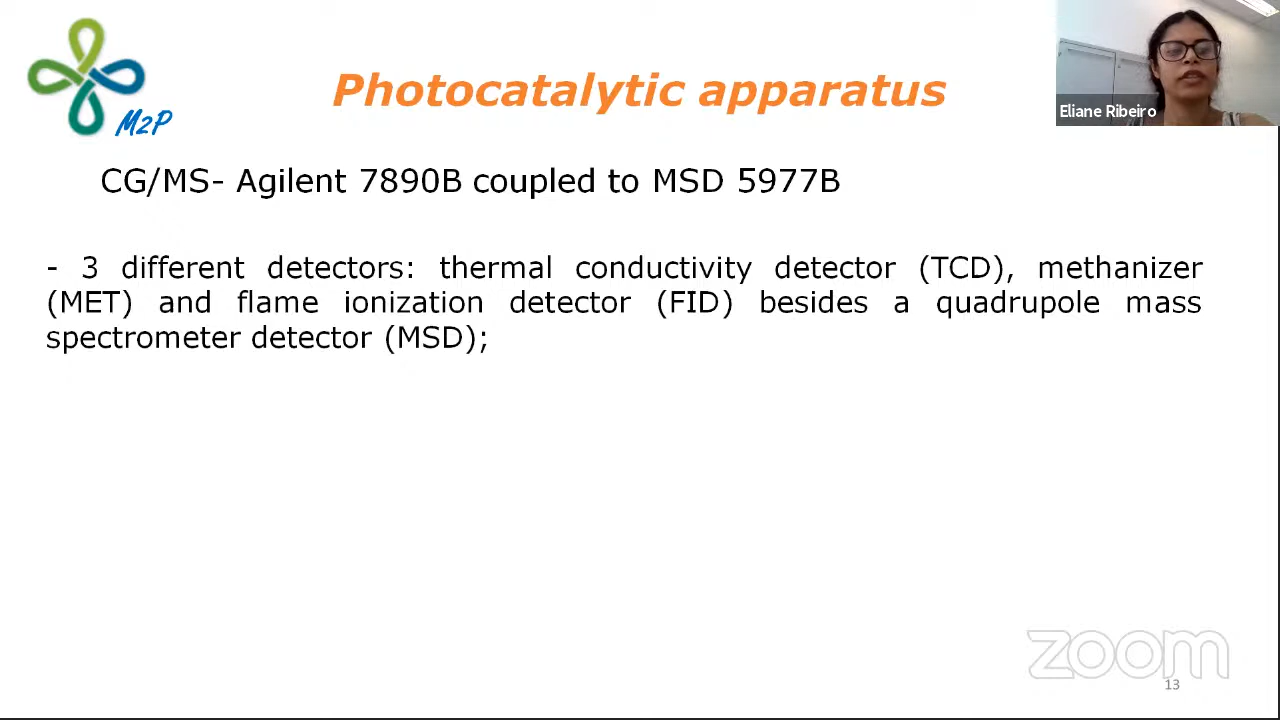 M2P
Photocatalytic apparatus
Eliane Ribeiro
CG/MS- Agilent 7890B coupled to MSD 5977B
- 3 different detectors: thermal conductivity detector (TCD), methanizer
(MET) and flame ionization detector (FID) besides a quadrupole mass
spectrometer detector (MSD);
zoom
13